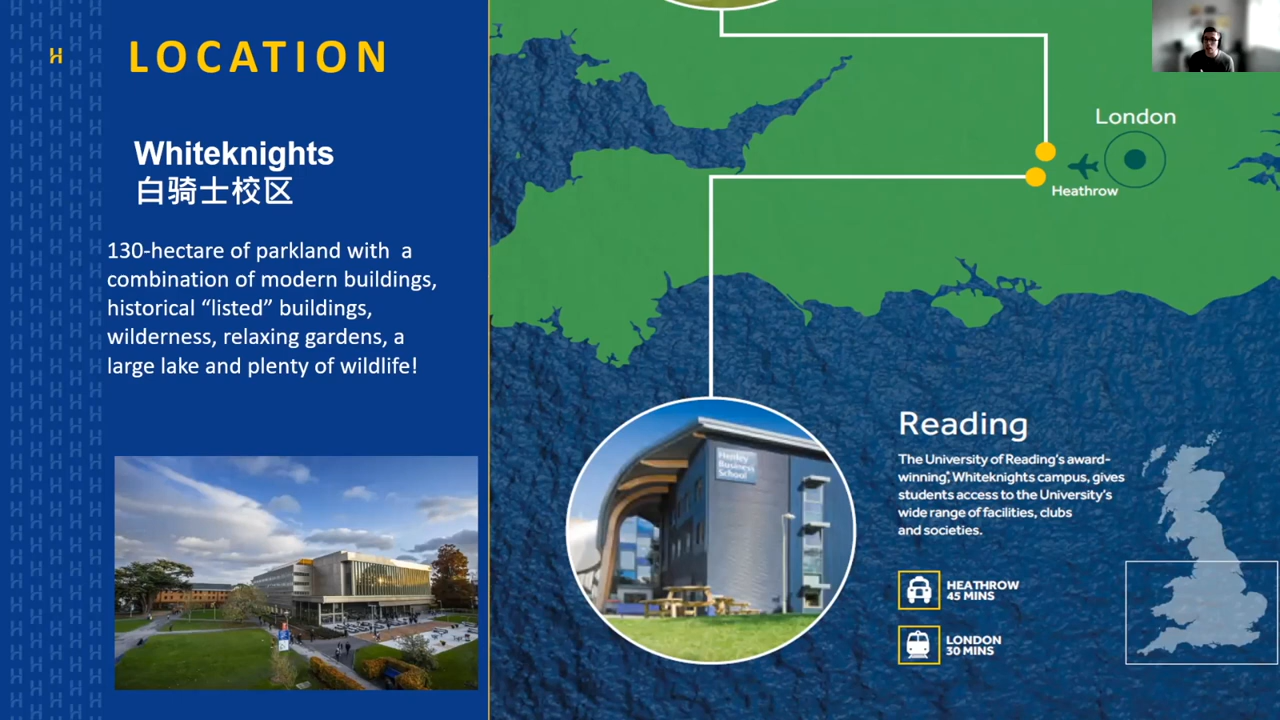 LOCATION
Whiteknights
白骑士校区
130-hectare of parkland with a
combination of modern buildings,
historical “listed” buildings,
wilderness, relaxing gardens, a
large lake and plenty of wildlife!
London
Heathrow
Henley
Business
School
Reading
The University of Reading's award-
winning*, Whiteknights campus, gives
students access to the University's
wide range of facilities, clubs
and societies.
HEATHROW
45 MINS
LONDON
30 MINS